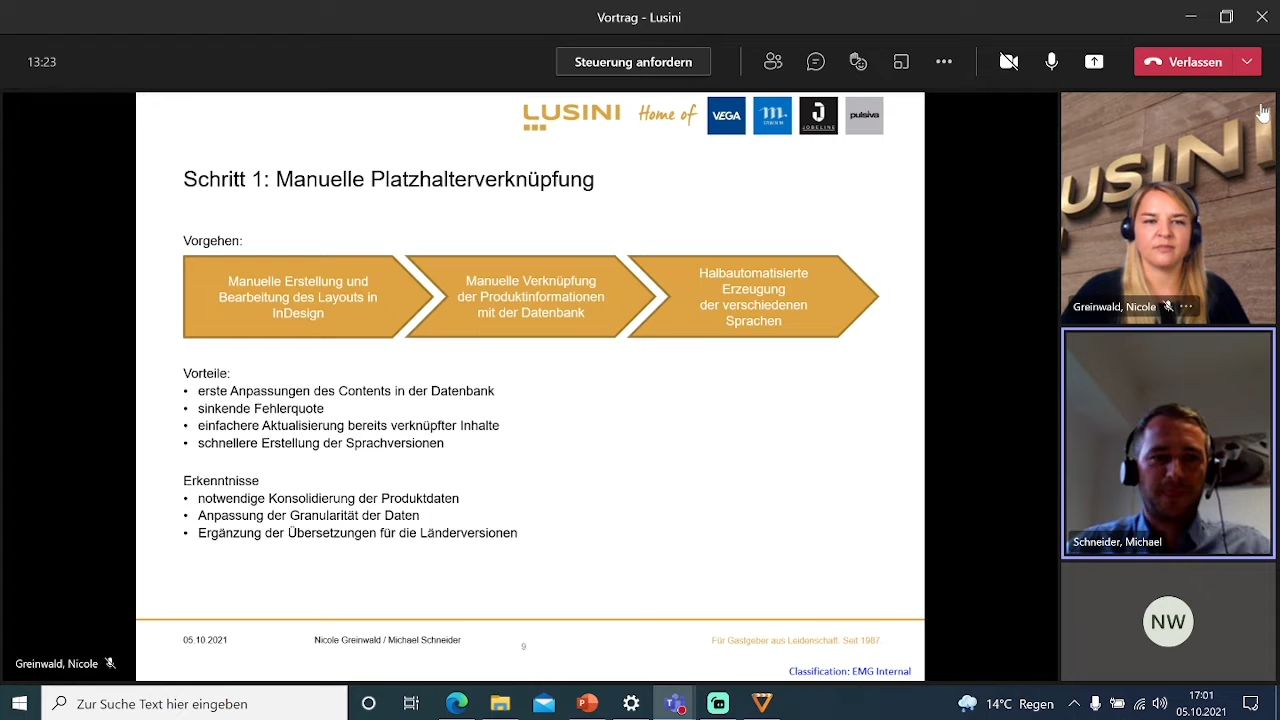 Vortrag - Lusini
13:23
Steuerung anfordern
Verlassen
LUSINI Home of VEGA
JOBELINE
pulsiva
Schritt 1: Manuelle Platzhalterverknüpfung
Vorgehen:
Manuelle Erstellung und
Bearbeitung des Layouts in
InDesign
Manuelle Verknüpfung
der Produktinformationen
mit der Datenbank
Halbautomatisierte
Erzeugung
der verschiedenen
Sprachen
Vorteile:
• erste Anpassungen des Contents in der Datenbank
• sinkende Fehlerquote
• einfachere Aktualisierung bereits verknüpfter Inhalte
• schnellere Erstellung der Sprachversionen
Erkenntnisse
• notwendige Konsolidierung der Produktdaten
• Anpassung der Granularität der Daten
• Ergänzung der Übersetzungen für die Länderversionen
05.10.2021 Nicole Greinwald / Michael Schneider 9 Für Gastgeber aus Leidenschaft. Seit 1987.
Classification: EMG Internal
Greinwald, Nicole
LUSINI
Greinwald, Nicole
Schneider, Michael
NW
Zur Suche Text hier eingeben
14°C Regen
17:01
05.10.2021